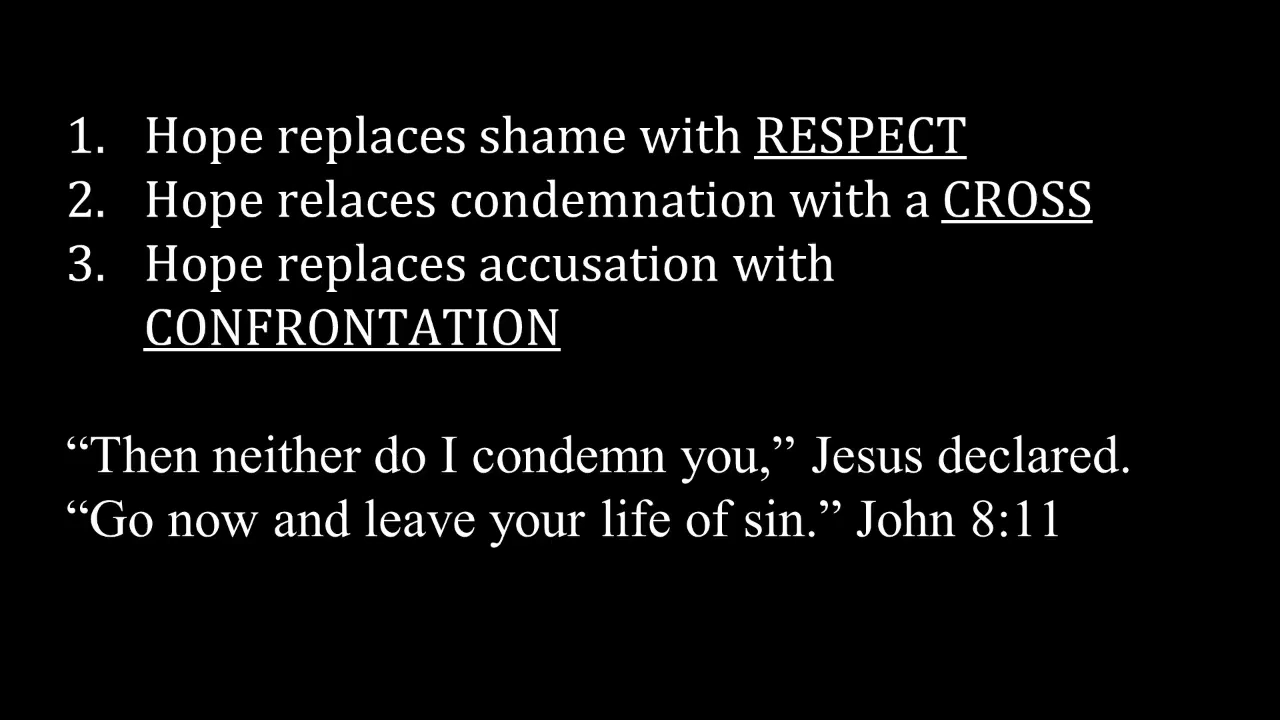 1. Hope replaces shame with RESPECT
2. Hope relaces condemnation with a CROSS
3. Hope replaces accusation with
CONFRONTATION
“Then neither do I condemn you,” Jesus declared.
“Go now and leave your life of sin.” John 8:11